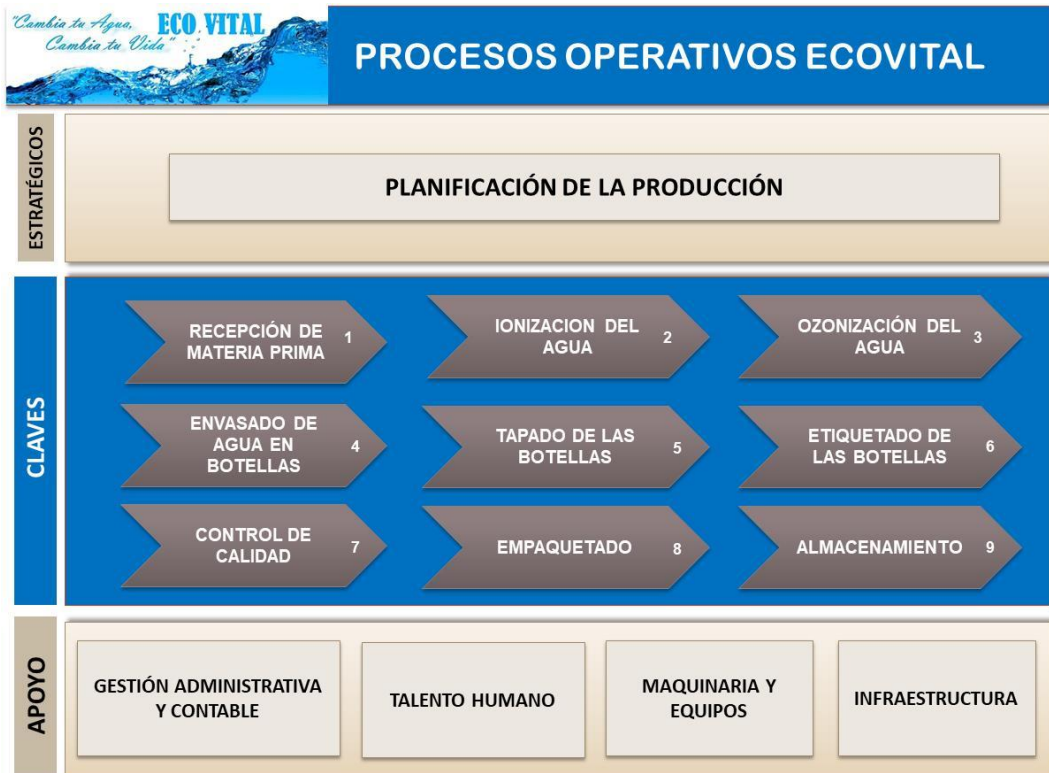 "Cambia tu Agua,
Cambia tu Vida"
ECO VITAL
PROCESOS OPERATIVOS ECOVITAL
ESTRATÉGICOS
PLANIFICACIÓN DE LA PRODUCCIÓN
CLAVES
RECEPCIÓN DE
MATERIA PRIMA
1
IONIZACION DEL
AGUA
2
OZONIZACIÓN DEL
AGUA
3
ENVASADO DE
AGUA EN
BOTELLAS
4
TAPADO DE LAS
BOTELLAS
5
ETIQUETADO DE
LAS BOTELLAS
6
CONTROL DE
CALIDAD
7
EMPAQUETADO
8
ALMACENAMIENTO
9
APOYO
GESTIÓN ADMINISTRATIVA
Y CONTABLE
TALENTO HUMANO
MAQUINARIA Y
EQUIPOS
INFRAESTRUCTURA